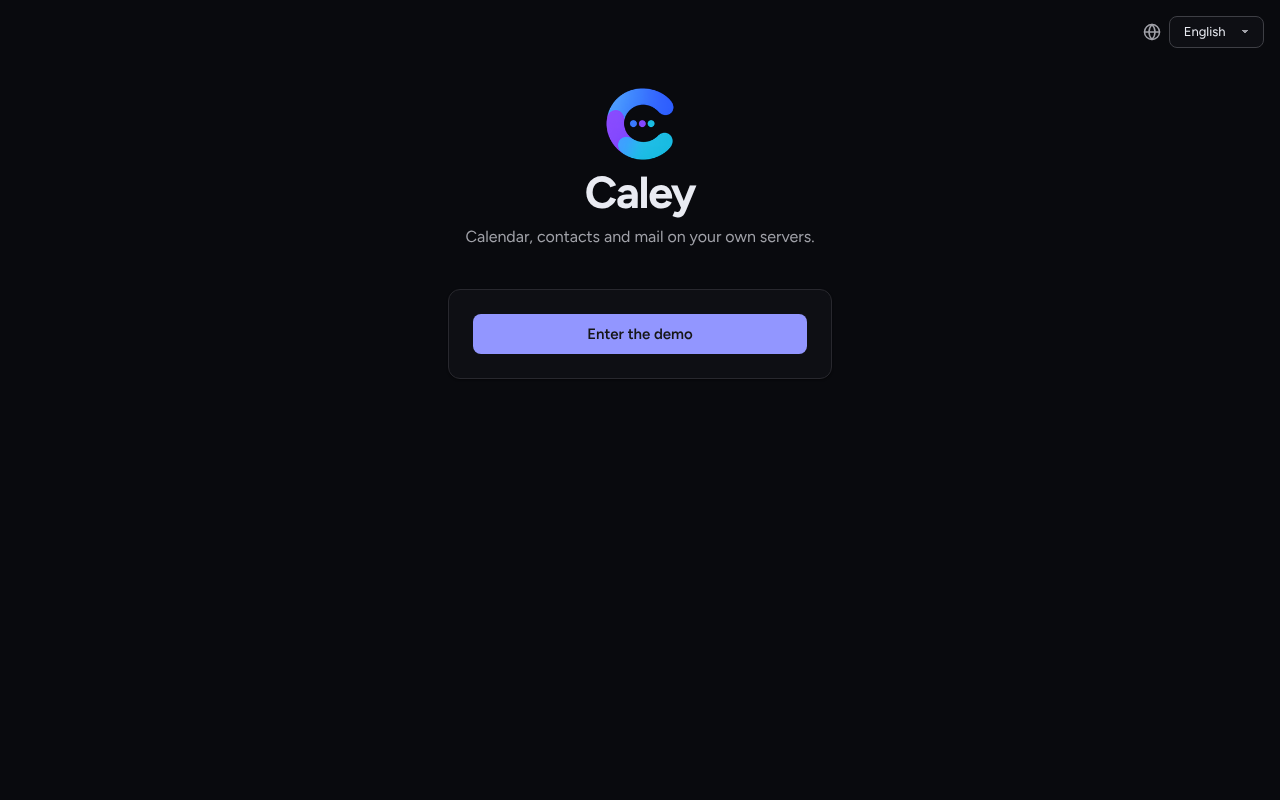 English
Caley
Calendar, contacts and mail on your own servers.
Enter the demo